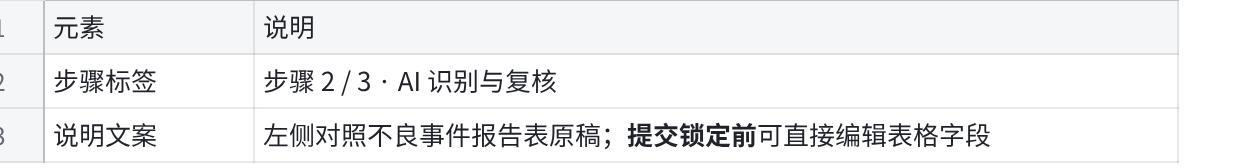 1 元素 说明
2 步骤标签 步骤 2 / 3 · AI 识别与复核
3 说明文案 左侧对照不良事件报告表原稿；提交锁定前可直接编辑表格字段